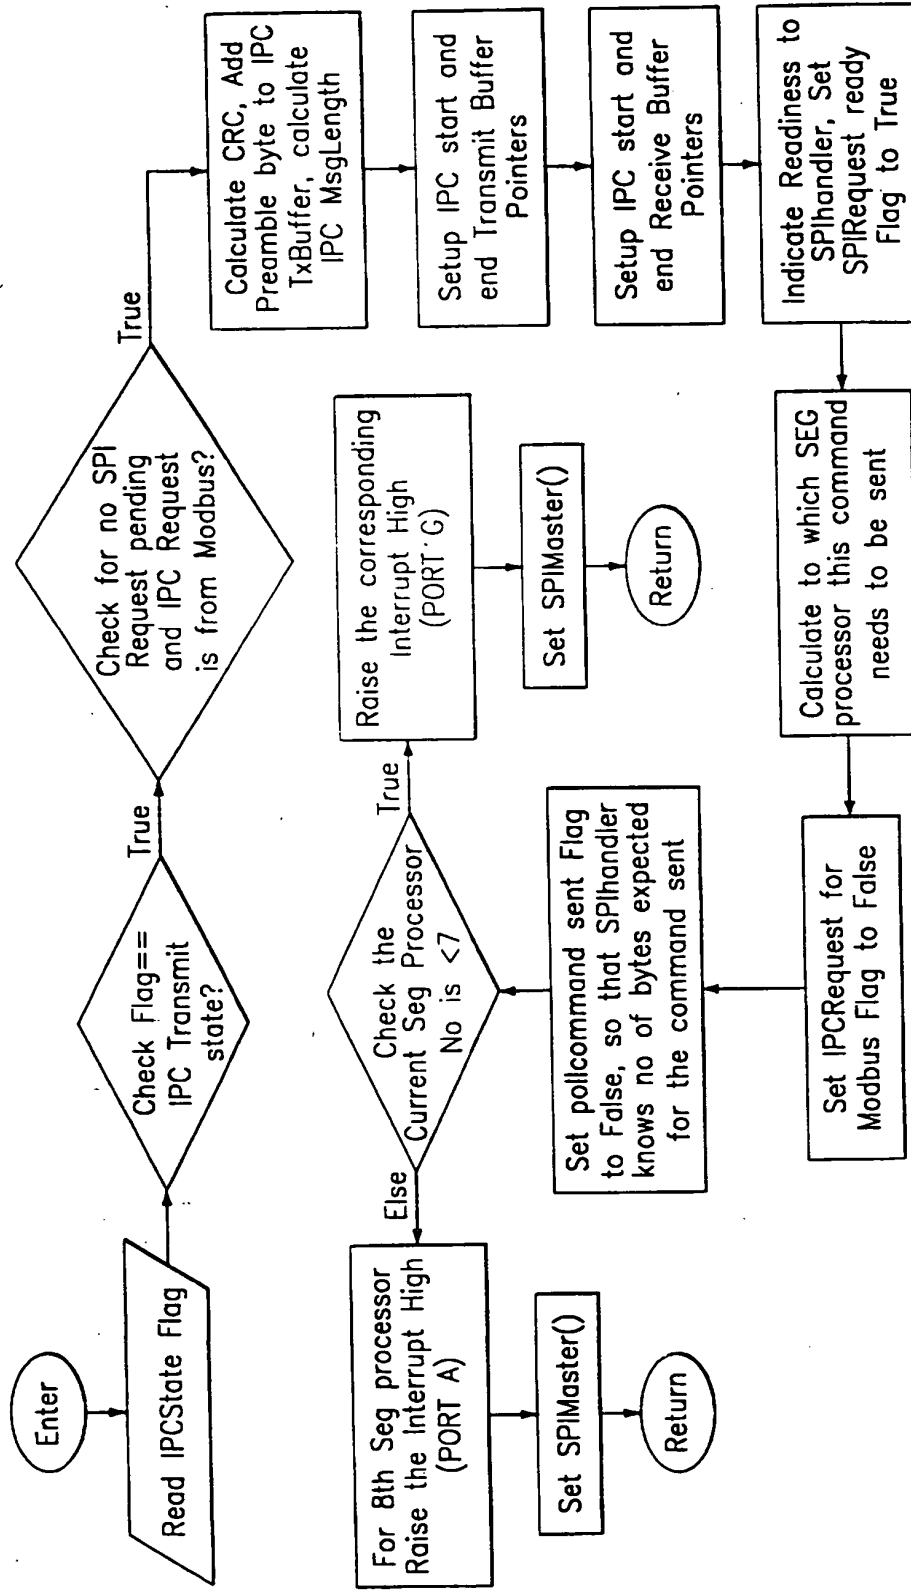 Enter
Read IPCState Flag
Check Flag==
IPC Transmit
state?
True
Check for no SPI
Request pending
and IPC Request
is from Modbus?
True
Calculate CRC, Add
Preamble byte to IPC
TxBuffer, calculate
IPC MsgLength
Setup IPC start and
end Transmit Buffer
Pointers
Setup IPC start and
end Receive Buffer
Pointers
Indicate Readiness to
SPIhandler, Set
SPIRequest ready
Flag to True
Calculate to which SEG
processor this command
needs to be sent
Set IPCRequest for
Modbus Flag to False
Set pollcommand sent Flag
to False, so that SPIhandler
knows no of bytes expected
for the command sent
Check the
Current Seg Processor
No is <7
True
Raise the corresponding
Interrupt High
(PORT G)
Set SPIMaster()
Return
Else
For 8th Seg processor
Raise the Interrupt High
(PORT A)
Set SPIMaster()
Return